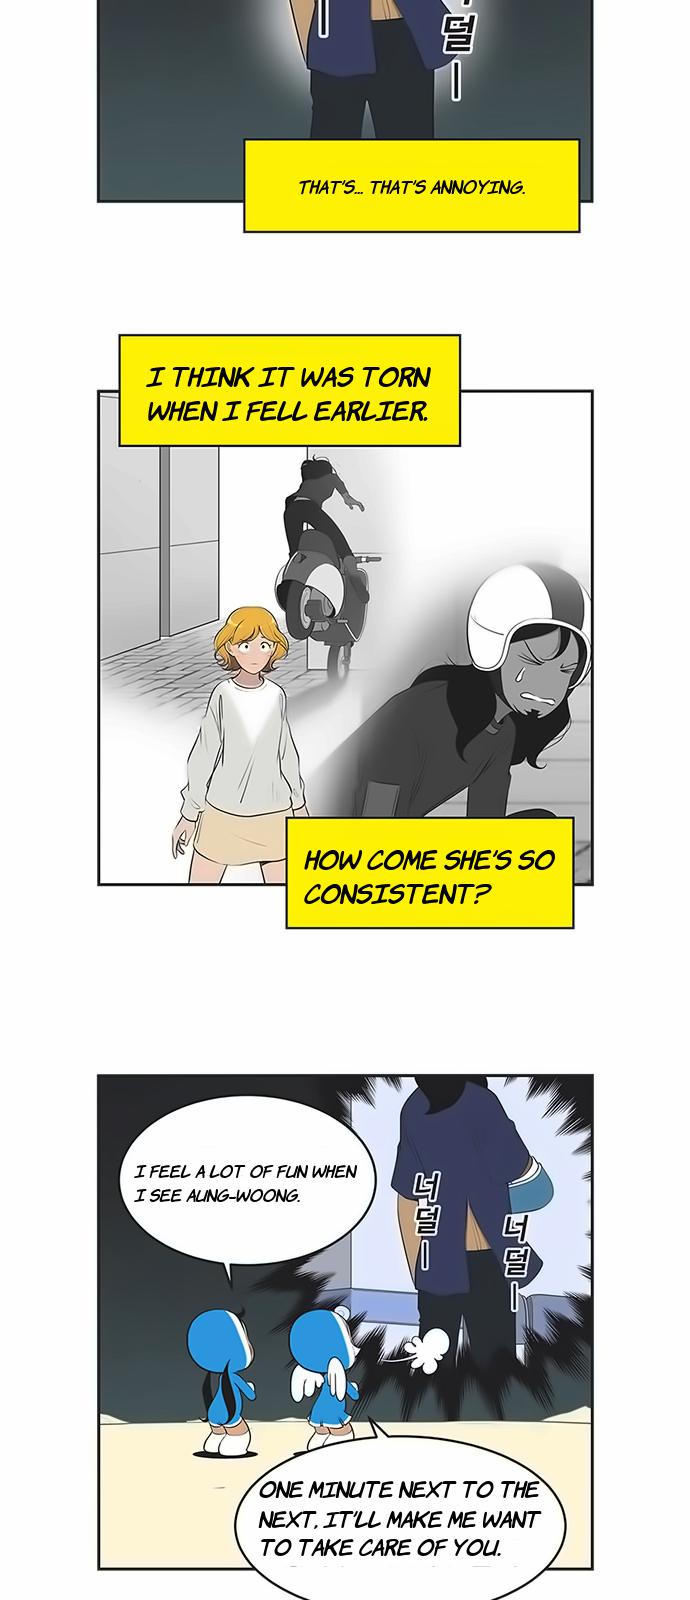 덜
ㅣ
THAT'S... THAT'S ANNOYING.
I THINK IT WAS TORN
WHEN I FELL EARLIER.
HOW COME SHE'S SO
CONSISTENT?
I FEEL A LOT OF FUN WHEN
I SEE AUNG-WOONG.
너
덜
ㅣ
너
덜
ㅣ
ONE MINUTE NEXT TO THE
NEXT, IT'LL MAKE ME WANT
TO TAKE CARE OF YOU.